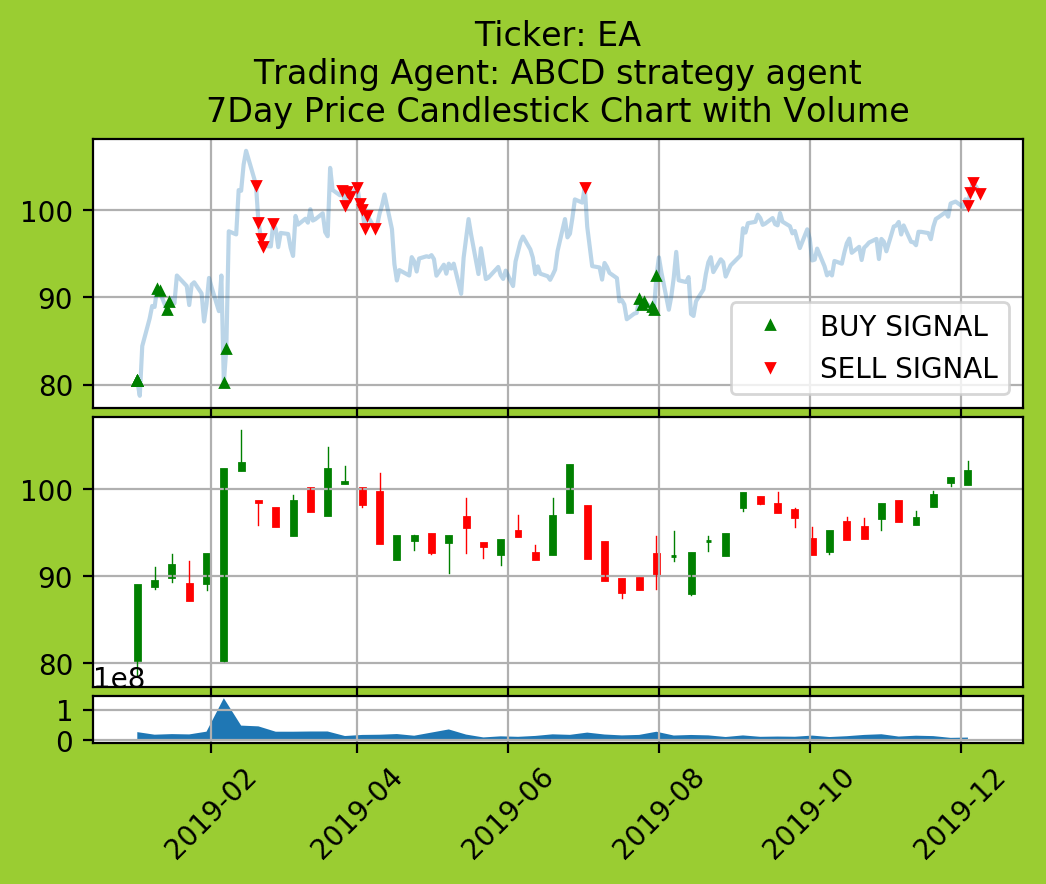 Ticker: EA
Trading Agent: ABCD strategy agent
7Day Price Candlestick Chart with Volume
100
90
80
BUY SIGNAL
SELL SIGNAL
100
90
80
1e8
1
0
2019-02
2019-04
2019-06
2019-08
2019-10
2019-12